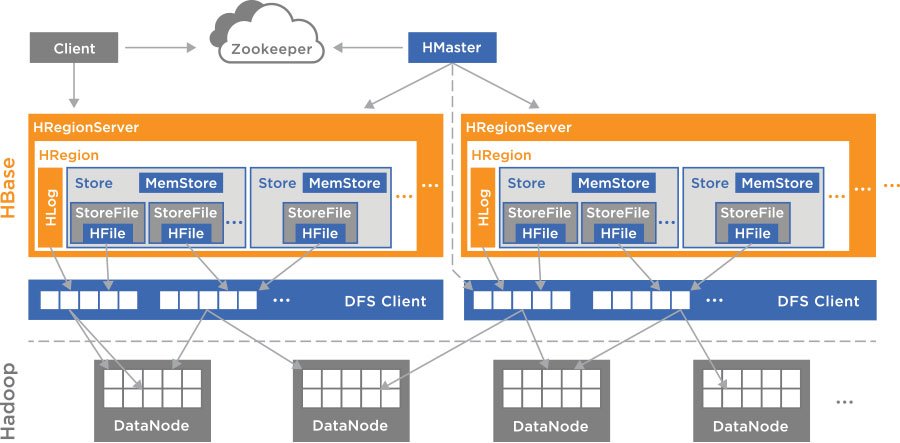 Client
Zookeeper
HMaster
HBase
HRegionServer
HRegion
HLog
Store
MemStore
StoreFile
HFile
StoreFile
HFile
...
Store
MemStore
StoreFile
HFile
...
...
DFS Client
...
HRegionServer
HRegion
HLog
Store
MemStore
StoreFile
HFile
StoreFile
HFile
...
Store
MemStore
StoreFile
HFile
...
...
...
DFS Client
...
Hadoop
DataNode
DataNode
DataNode
DataNode
...